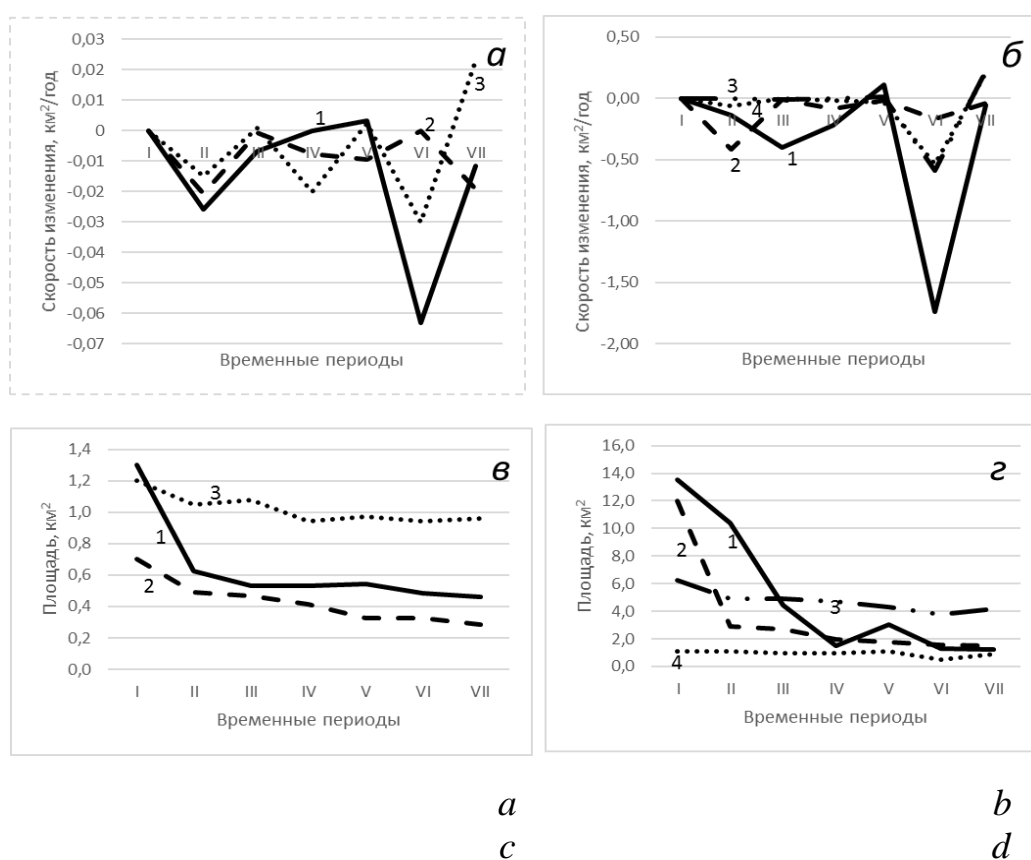 а
Скорость изменения, км²/год
0,03
0,02
0,01
0
-0,01
-0,02
-0,03
-0,04
-0,05
-0,06
-0,07
I II III IV V VI VII
1
2
3
Временные периоды
б
Скорость изменения, км²/год
0,50
0,00
-0,50
-1,00
-1,50
-2,00
I II III IV V VI VII
3
4
2
1
Временные периоды
в
Площадь, км²
1,4
1,2
1,0
0,8
0,6
0,4
0,2
0,0
3
1
2
I II III IV V VI VII
Временные периоды
г
Площадь, км²
16,0
14,0
12,0
10,0
8,0
6,0
4,0
2,0
0,0
2
1
3
4
I II III IV V VI VII
Временные периоды
a b
c d